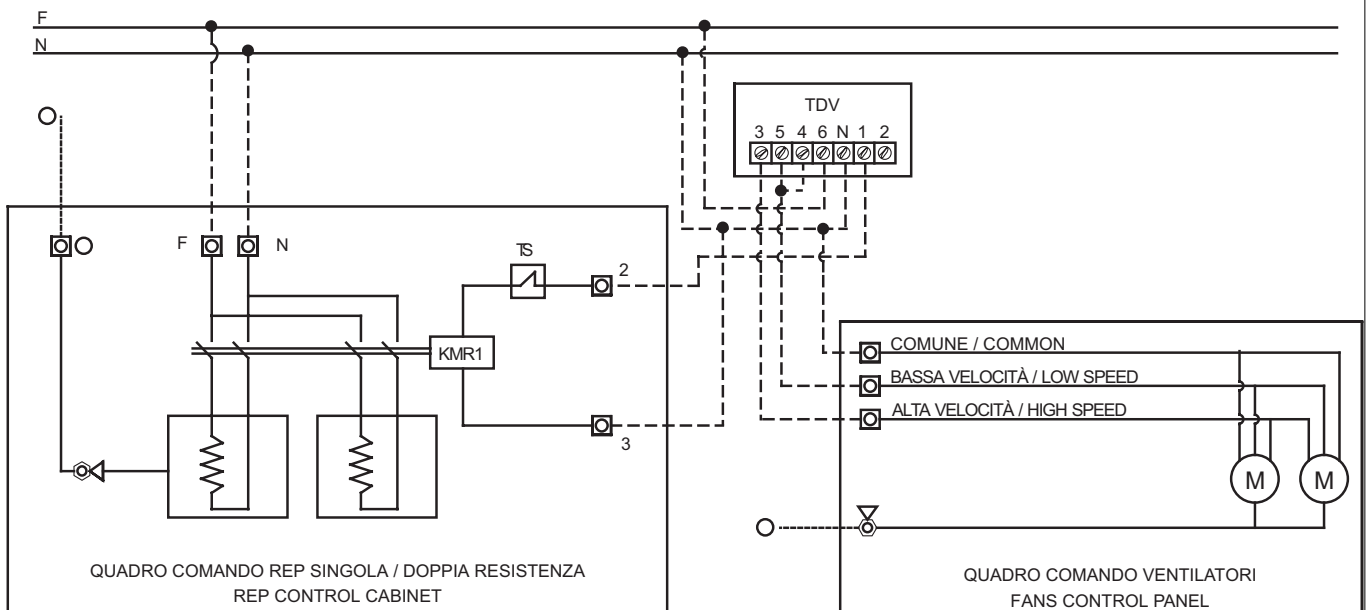 F
N
TDV
3 5 4 6 N 1 2
F N
TS
2
KMR1
3
COMUNE / COMMON
BASSA VELOCITÀ / LOW SPEED
ALTA VELOCITÀ / HIGH SPEED
M M
QUADRO COMANDO REP SINGOLA / DOPPIA RESISTENZA
REP CONTROL CABINET
QUADRO COMANDO VENTILATORI
FANS CONTROL PANEL